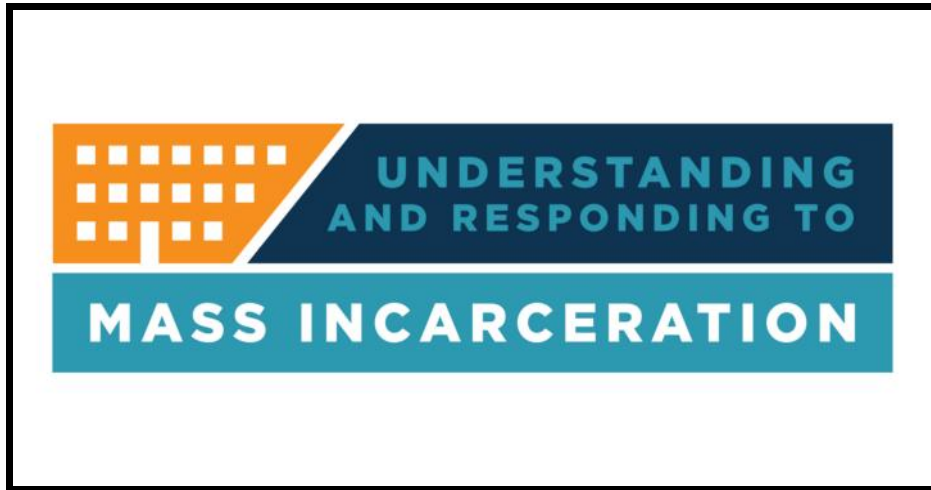 UNDERSTANDING
AND RESPONDING TO
MASS INCARCERATION